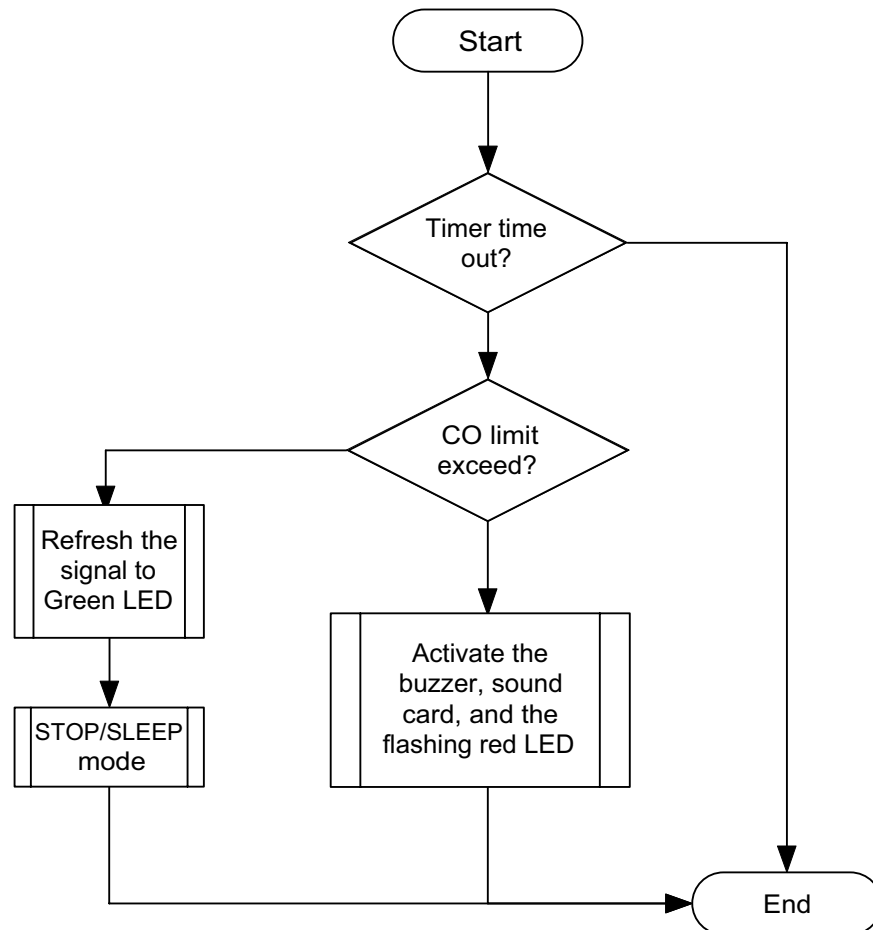 Start
Timer time
out?
CO limit
exceed?
Refresh the
signal to
Green LED
Activate the
buzzer, sound
card, and the
flashing red LED
STOP/SLEEP
mode
End